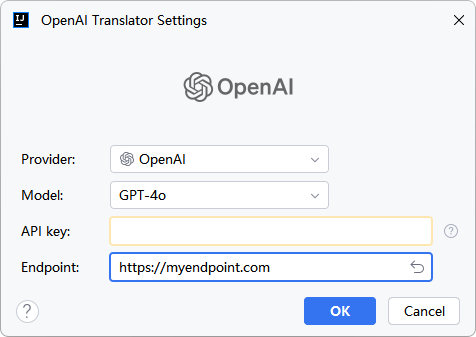 IJ
OpenAI Translator Settings
OpenAI
Provider: OpenAI
Model: GPT-4o
API key:
?
Endpoint: https://myendpoint.com
?
OK
Cancel